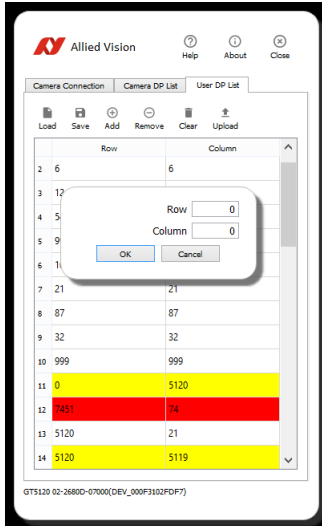 Allied Vision
Help About Close
Camera Connection Camera DP List User DP List
Load Save Add Remove Clear Upload
Row Column
2 6 6
3 12
4 5
5 9
6 1
Row 0
Column 0
OK Cancel
7 21 21
8 87 87
9 32 32
10 999 999
11 0 5120
12 7451 74
13 5120 21
14 5120 5119
GT5120 02-2680D-07000(DEV_000F3102FDF7)